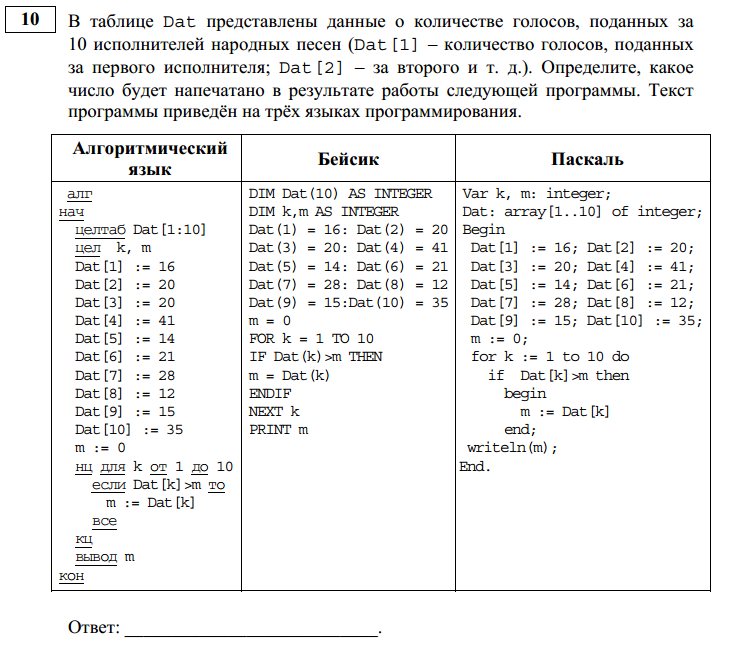 10
В таблице Dat представлены данные о количестве голосов, поданных за
10 исполнителей народных песен (Dat[1] – количество голосов, поданных
за первого исполнителя; Dat[2] – за второго и т. д.). Определите, какое
число будет напечатано в результате работы следующей программы. Текст
программы приведён на трёх языках программирования.
Алгоритмический
язык
алг
нач
целтаб Dat[1:10]
цел k, m
Dat[1] := 16
Dat[2] := 20
Dat[3] := 20
Dat[4] := 41
Dat[5] := 14
Dat[6] := 21
Dat[7] := 28
Dat[8] := 12
Dat[9] := 15
Dat[10] := 35
m := 0
нц для k от 1 до 10
если Dat[k]>m то
m := Dat[k]
все
кц
вывод m
кон
Бейсик
DIM Dat(10) AS INTEGER
DIM k,m AS INTEGER
Dat(1) = 16: Dat(2) = 20
Dat(3) = 20: Dat(4) = 41
Dat(5) = 14: Dat(6) = 21
Dat(7) = 28: Dat(8) = 12
Dat(9) = 15:Dat(10) = 35
m = 0
FOR k = 1 TO 10
IF Dat(k)>m THEN
m = Dat(k)
ENDIF
NEXT k
PRINT m
Паскаль
Var k, m: integer;
Dat: array[1..10] of integer;
Begin
Dat[1] := 16; Dat[2] := 20;
Dat[3] := 20; Dat[4] := 41;
Dat[5] := 14; Dat[6] := 21;
Dat[7] := 28; Dat[8] := 12;
Dat[9] := 15; Dat[10] := 35;
m := 0;
for k := 1 to 10 do
if Dat[k]>m then
begin
m := Dat[k]
end;
writeln(m);
End.
Ответ: ___________________________.